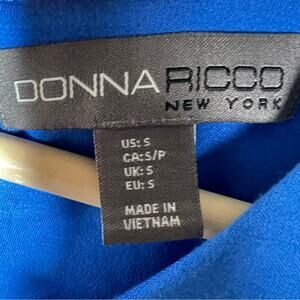 DONNA RICCO
NEW YORK
US: S
CA:S/P
UK: S
EU: S
MADE IN
VIETNAM